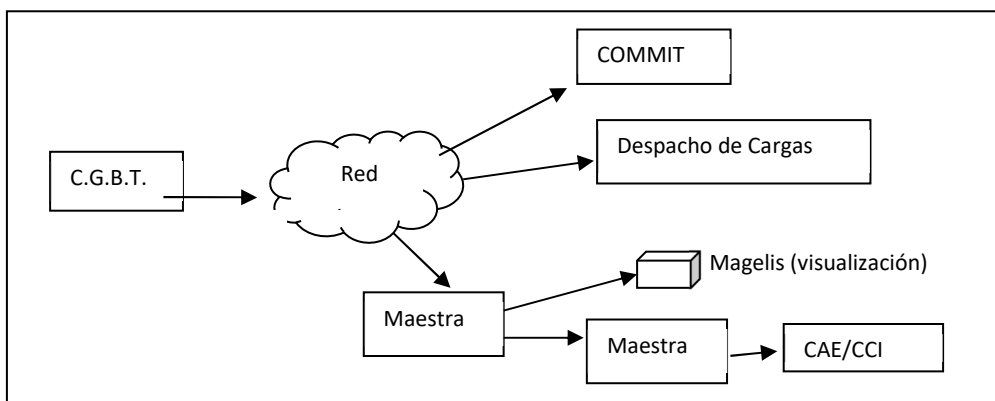 COMMIT
Despacho de Cargas
C.G.B.T.
Red
Magelis (visualización)
Maestra
Maestra
CAE/CCI